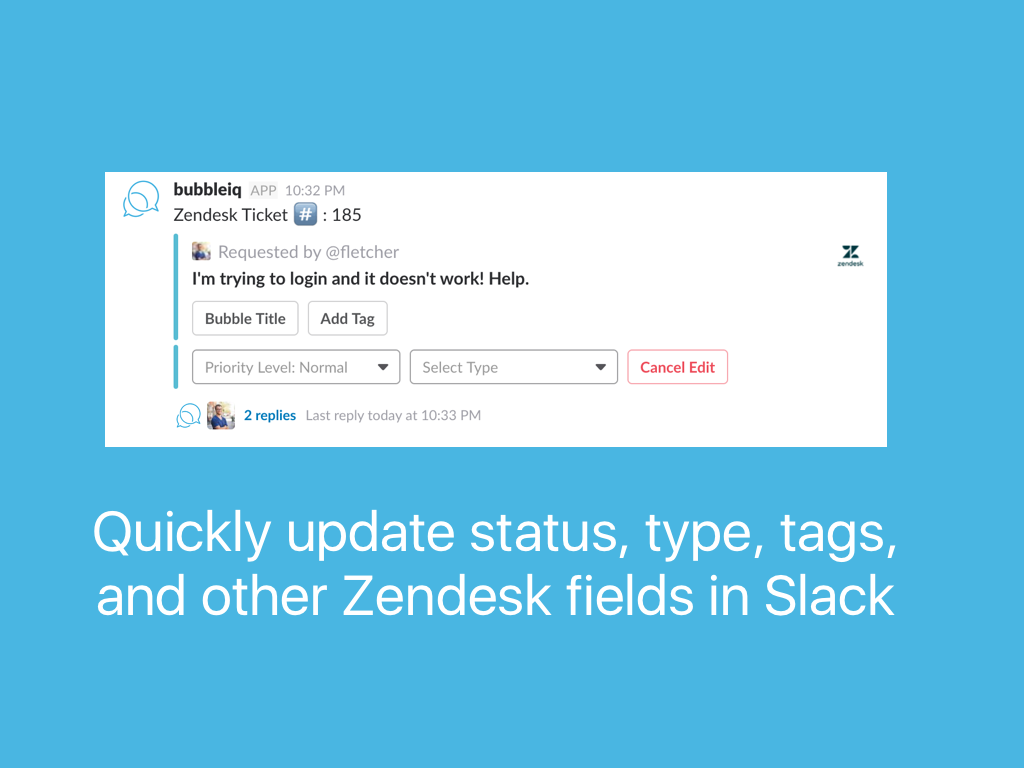 bubbleiq APP 10:32 PM
Zendesk Ticket #️⃣ : 185
Requested by @fletcher
zendesk
I'm trying to login and it doesn't work! Help.
Bubble Title Add Tag
Priority Level: Normal Select Type Cancel Edit
2 replies Last reply today at 10:33 PM
Quickly update status, type, tags,
and other Zendesk fields in Slack